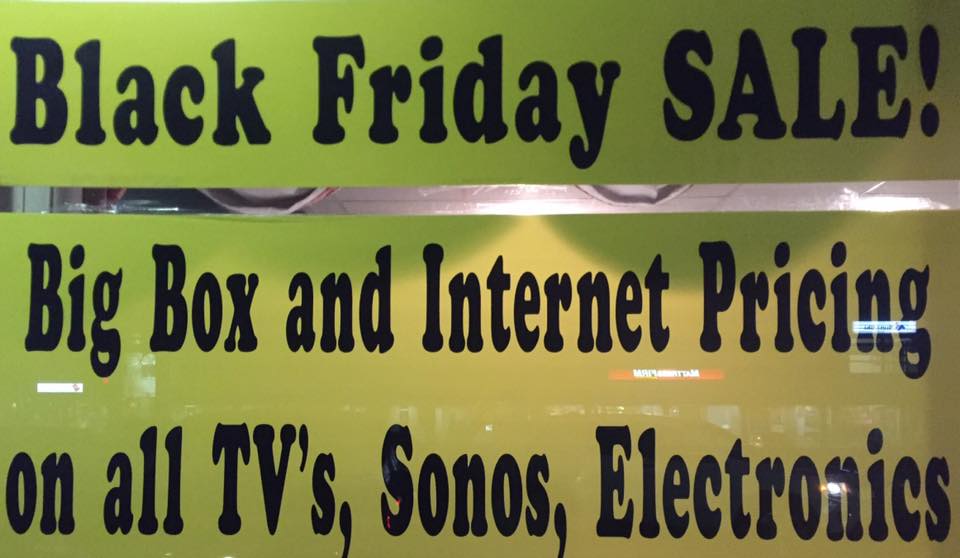 Black Friday SALE!
Big Box and Internet Pricing
on all TV's, Sonos, Electronics